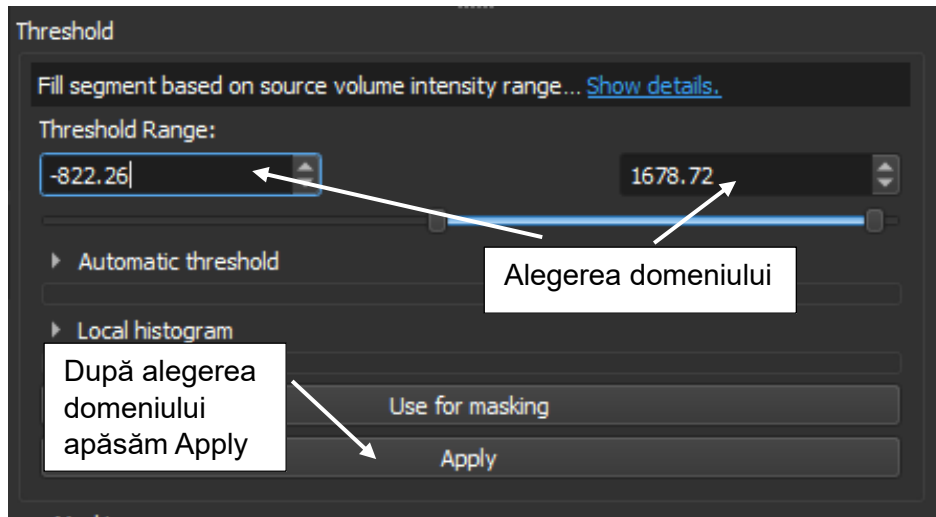 Threshold
Fill segment based on source volume intensity range... Show details.
Threshold Range:
-822.26
1678.72
Automatic threshold
Alegerea domeniului
Local histogram
După alegerea
domeniului
apăsăm Apply
Use for masking
Apply